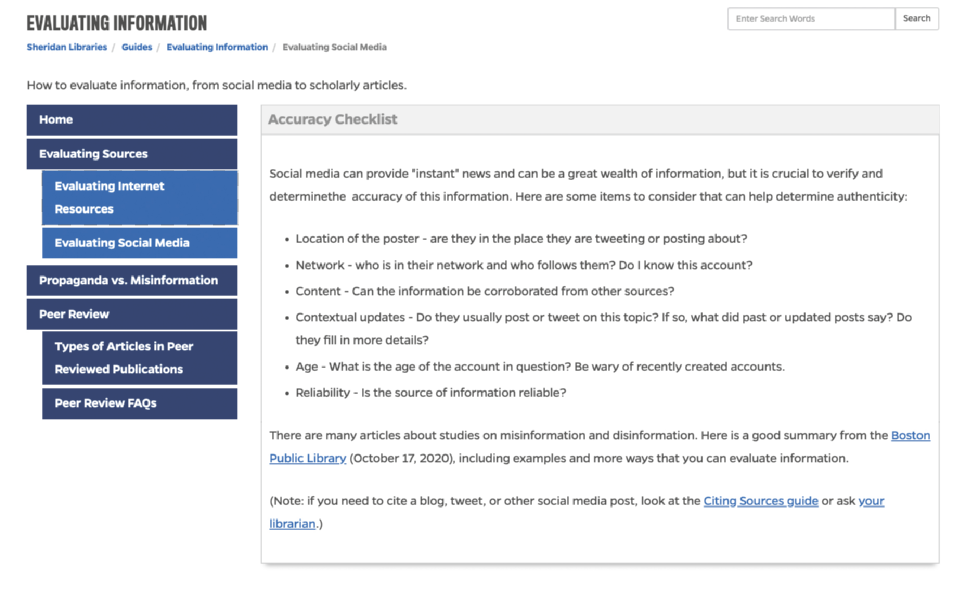 EVALUATING INFORMATION
Enter Search Words
Search
Sheridan Libraries / Guides / Evaluating Information / Evaluating Social Media
How to evaluate information, from social media to scholarly articles.
Home
Evaluating Sources
Evaluating Internet
Resources
Evaluating Social Media
Propaganda vs. Misinformation
Peer Review
Types of Articles in Peer
Reviewed Publications
Peer Review FAQs
Accuracy Checklist
Social media can provide "instant" news and can be a great wealth of information, but it is crucial to verify and
determinethe accuracy of this information. Here are some items to consider that can help determine authenticity:
• Location of the poster - are they in the place they are tweeting or posting about?
• Network - who is in their network and who follows them? Do I know this account?
• Content - Can the information be corroborated from other sources?
• Contextual updates - Do they usually post or tweet on this topic? If so, what did past or updated posts say? Do
they fill in more details?
• Age - What is the age of the account in question? Be wary of recently created accounts.
• Reliability - Is the source of information reliable?
There are many articles about studies on misinformation and disinformation. Here is a good summary from the Boston
Public Library (October 17, 2020), including examples and more ways that you can evaluate information.
(Note: if you need to cite a blog, tweet, or other social media post, look at the Citing Sources guide or ask your
librarian.)